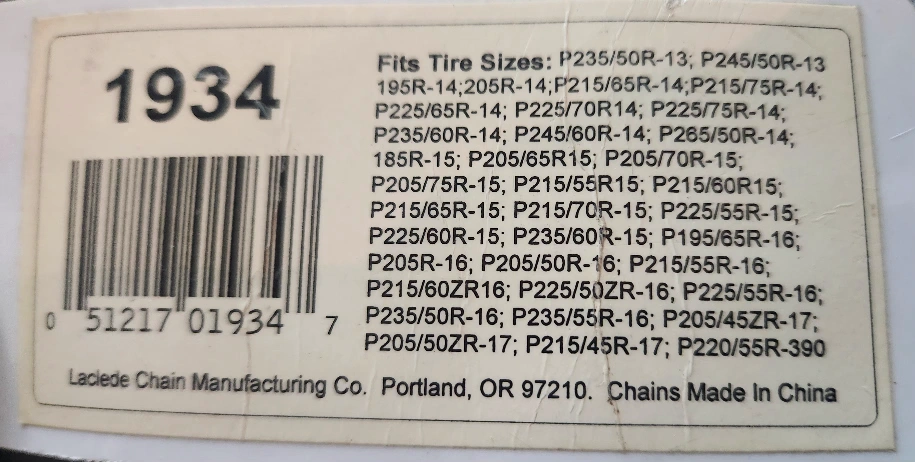 1934
Fits Tire Sizes: P235/50R-13; P245/50R-13
195R-14;205R-14;P215/65R-14;P215/75R-14;
P225/65R-14; P225/70R14; P225/75R-14;
P235/60R-14; P245/60R-14; P265/50R-14;
185R-15; P205/65R15; P205/70R-15;
P205/75R-15; P215/55R15; P215/60R15;
P215/65R-15; P215/70R-15; P225/55R-15;
P225/60R-15; P235/60R-15; P195/65R-16;
P205R-16; P205/50R-16; P215/55R-16;
P215/60ZR16; P225/50ZR-16; P225/55R-16;
P235/50R-16; P235/55R-16; P205/45ZR-17;
P205/50ZR-17; P215/45R-17; P220/55R-390
0 51217 01934 7
Laclede Chain Manufacturing Co. Portland, OR 97210. Chains Made In China